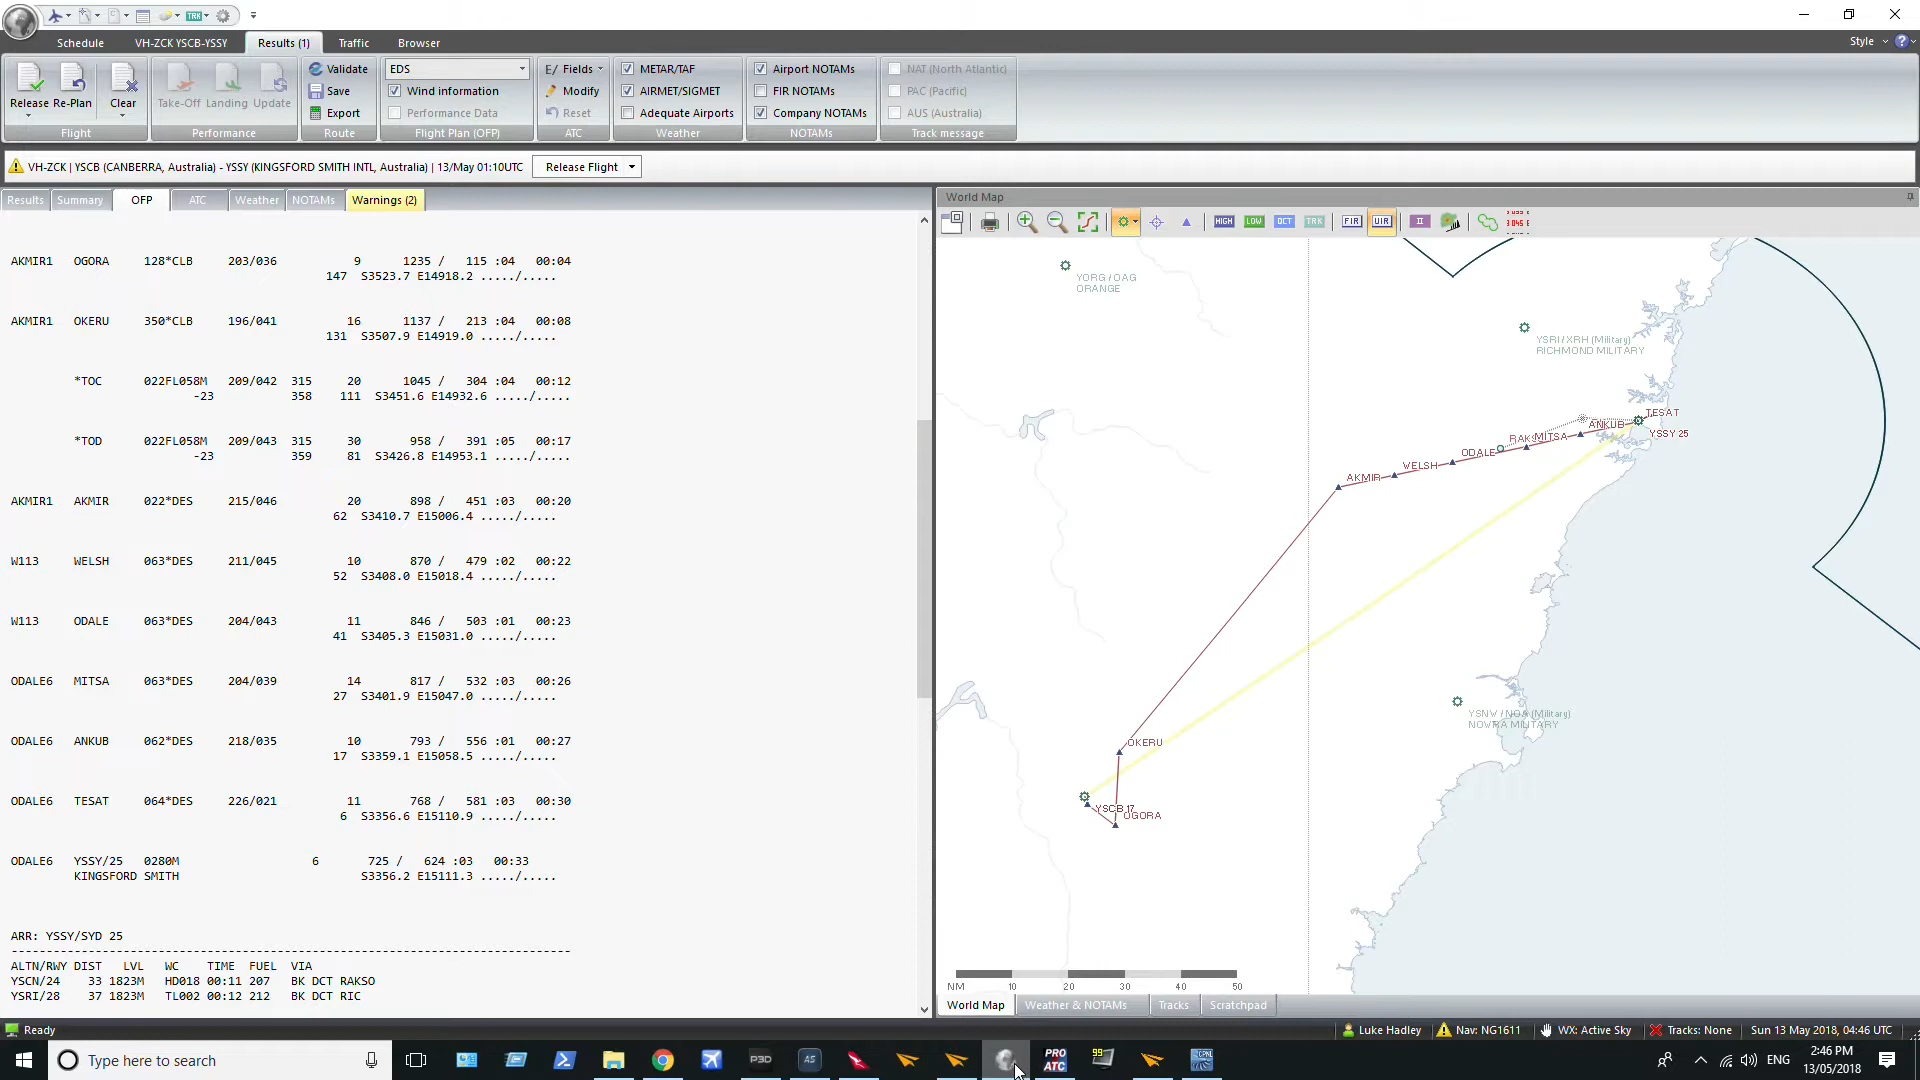 Schedule VH-ZCK YSCB-YSSY Results (1) Traffic Browser Style
Release Re-Plan Clear Take-Off Landing Update Validate Save Export EDS Wind information Performance Data Fields Modify Reset METAR/TAF AIRMET/SIGMET Adequate Airports Airport NOTAMs FIR NOTAMs Company NOTAMs NAT (North Atlantic) PAC (Pacific) AUS (Australia)
Flight Performance Route Flight Plan (OFP) ATC Weather NOTAMs Track message
VH-ZCK | YSCB (CANBERRA, Australia) - YSSY (KINGSFORD SMITH INTL, Australia) | 13/May 01:10UTC Release Flight
Results Summary OFP ATC Weather NOTAMs Warnings (2)
AKMIR1 OGORA 128*CLB 203/036 9 1235 / 115 :04 00:04
147 S3523.7 E14918.2 ...../.....
AKMIR1 OKERU 350*CLB 196/041 16 1137 / 213 :04 00:08
131 S3507.9 E14919.0 ...../.....
*TOC 022FL058M 209/042 315 20 1045 / 304 :04 00:12
-23 358 111 S3451.6 E14932.6 ...../.....
*TOD 022FL058M 209/043 315 30 958 / 391 :05 00:17
-23 359 81 S3426.8 E14953.1 ...../.....
AKMIR1 AKMIR 022*DES 215/046 20 898 / 451 :03 00:20
62 S3410.7 E15006.4 ...../.....
W113 WELSH 063*DES 211/045 10 870 / 479 :02 00:22
52 S3408.0 E15018.4 ...../.....
W113 ODALE 063*DES 204/043 11 846 / 503 :01 00:23
41 S3405.3 E15031.0 ...../.....
ODALE6 MITSA 063*DES 204/039 14 817 / 532 :03 00:26
27 S3401.9 E15047.0 ...../.....
ODALE6 ANKUB 062*DES 218/035 10 793 / 556 :01 00:27
17 S3359.1 E15058.5 ...../.....
ODALE6 TESAT 064*DES 226/021 11 768 / 581 :03 00:30
6 S3356.6 E15110.9 ...../.....
ODALE6 YSSY/25 0280M 6 725 / 624 :03 00:33
KINGSFORD SMITH S3356.2 E15111.3 ...../.....
ARR: YSSY/SYD 25
ALTN/RWY DIST LVL WC TIME FUEL VIA
YSCN/24 33 1823M HD018 00:11 207 BK DCT RAKSO
YSRI/28 37 1823M TL002 00:12 212 BK DCT RIC
World Map
HIGH LOW DCT TRK FIR UIR
YORG / OAG
ORANGE
YSRI / XRH (Military)
RICHMOND MILITARY
TESAT
ANKUB
YSSY 25
MITSA
ODALE
WELSH
AKMIR
YSNW / NOA (Military)
NOWRA MILITARY
OKERU
YSCB 17
OGORA
NM 10 20 30 40 50
World Map Weather & NOTAMs Tracks Scratchpad
Ready Luke Hadley Nav: NG1611 WX: Active Sky Tracks: None Sun 13 May 2018, 04:46 UTC
Type here to search P3D AS PRO ATC 99 CPNL ENG 2:46 PM
13/05/2018